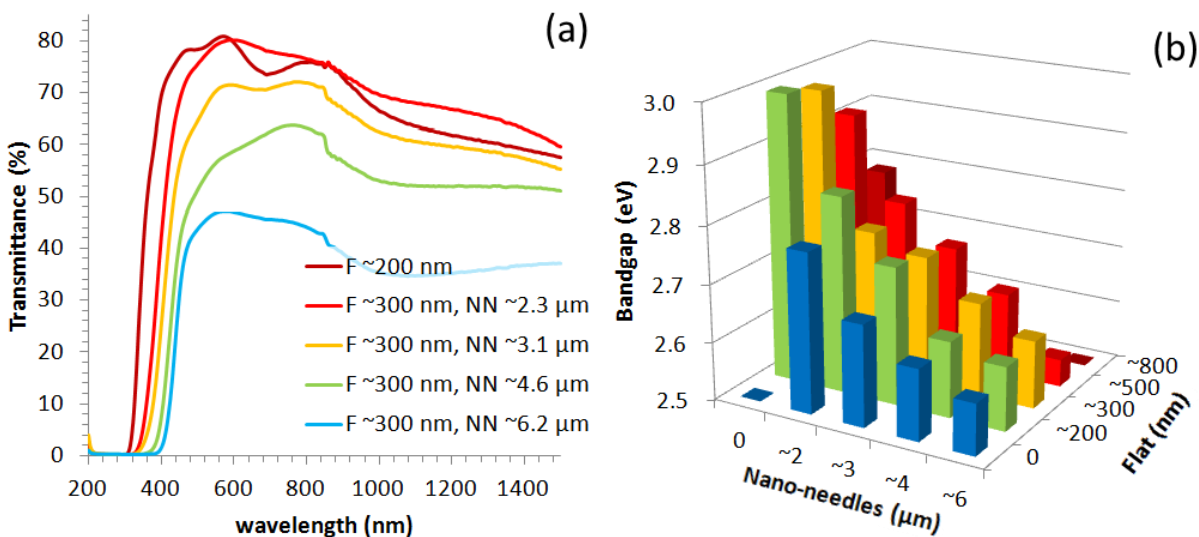 (a)
Transmittance (%)
80
70
60
50
40
30
20
10
0
200 400 600 800 1000 1200 1400
wavelength (nm)
F ~200 nm
F ~300 nm, NN ~2.3 µm
F ~300 nm, NN ~3.1 µm
F ~300 nm, NN ~4.6 µm
F ~300 nm, NN ~6.2 µm
(b)
Bandgap (eV)
3.0
2.9
2.8
2.7
2.6
2.5
0 ~2 ~3 ~4 ~6
Nano-needles (µm)
~800
~500
~300
~200
0
Flat (nm)